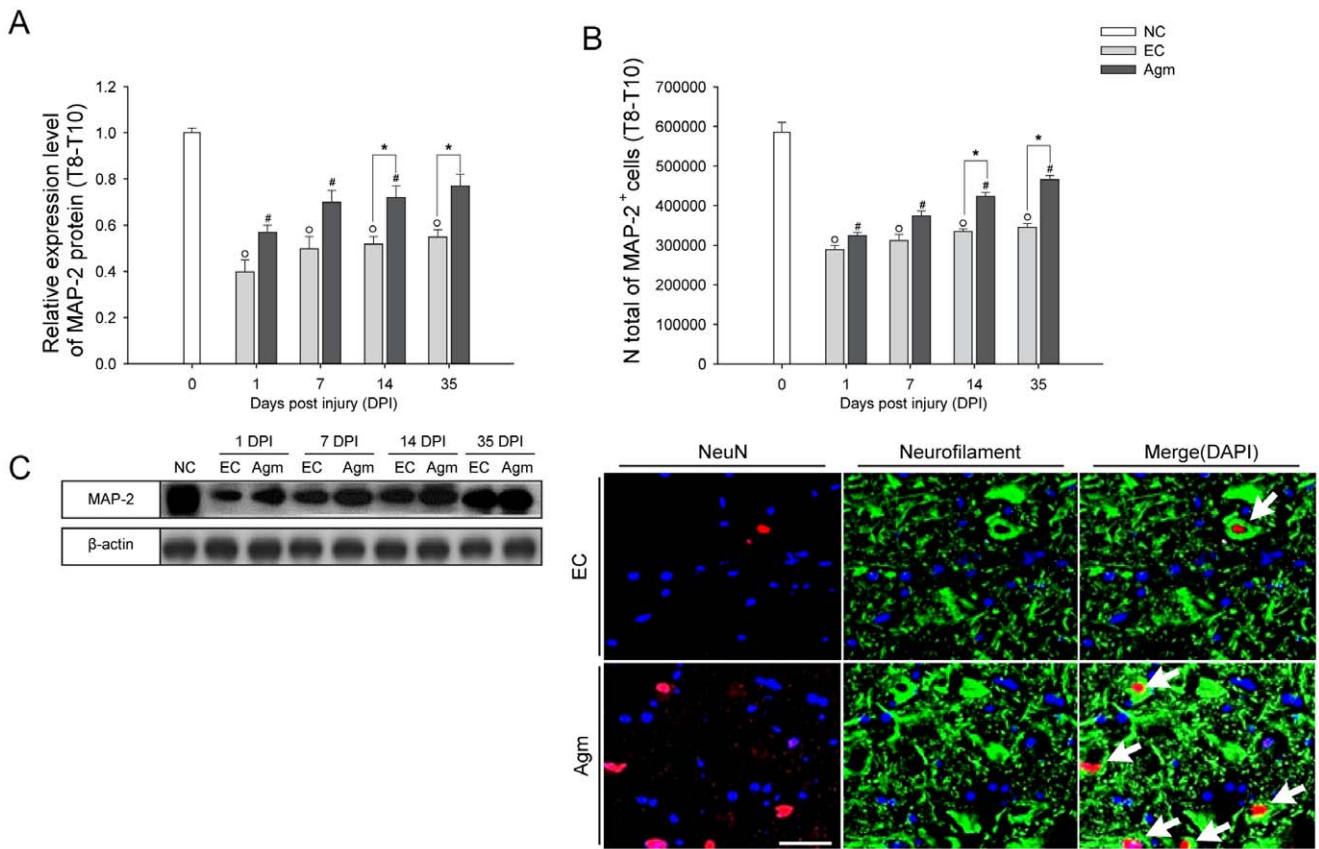 A
Relative expression level
of MAP-2 protein (T8-T10)
1.2
1.0
0.8
0.6
0.4
0.2
0.0
* *
# # #
O O O O
0 1 7 14 35
Days post injury (DPI)
B
NC
EC
Agm
N total of MAP-2+ cells (T8-T10)
700000
600000
500000
400000
300000
200000
100000
0
* *
# # # #
O O O O
0 1 7 14 35
Days post injury (DPI)
C
1 DPI 7 DPI 14 DPI 35 DPI
NC EC Agm EC Agm EC Agm EC Agm
MAP-2
β-actin
NeuN Neurofilament Merge(DAPI)
EC
Agm